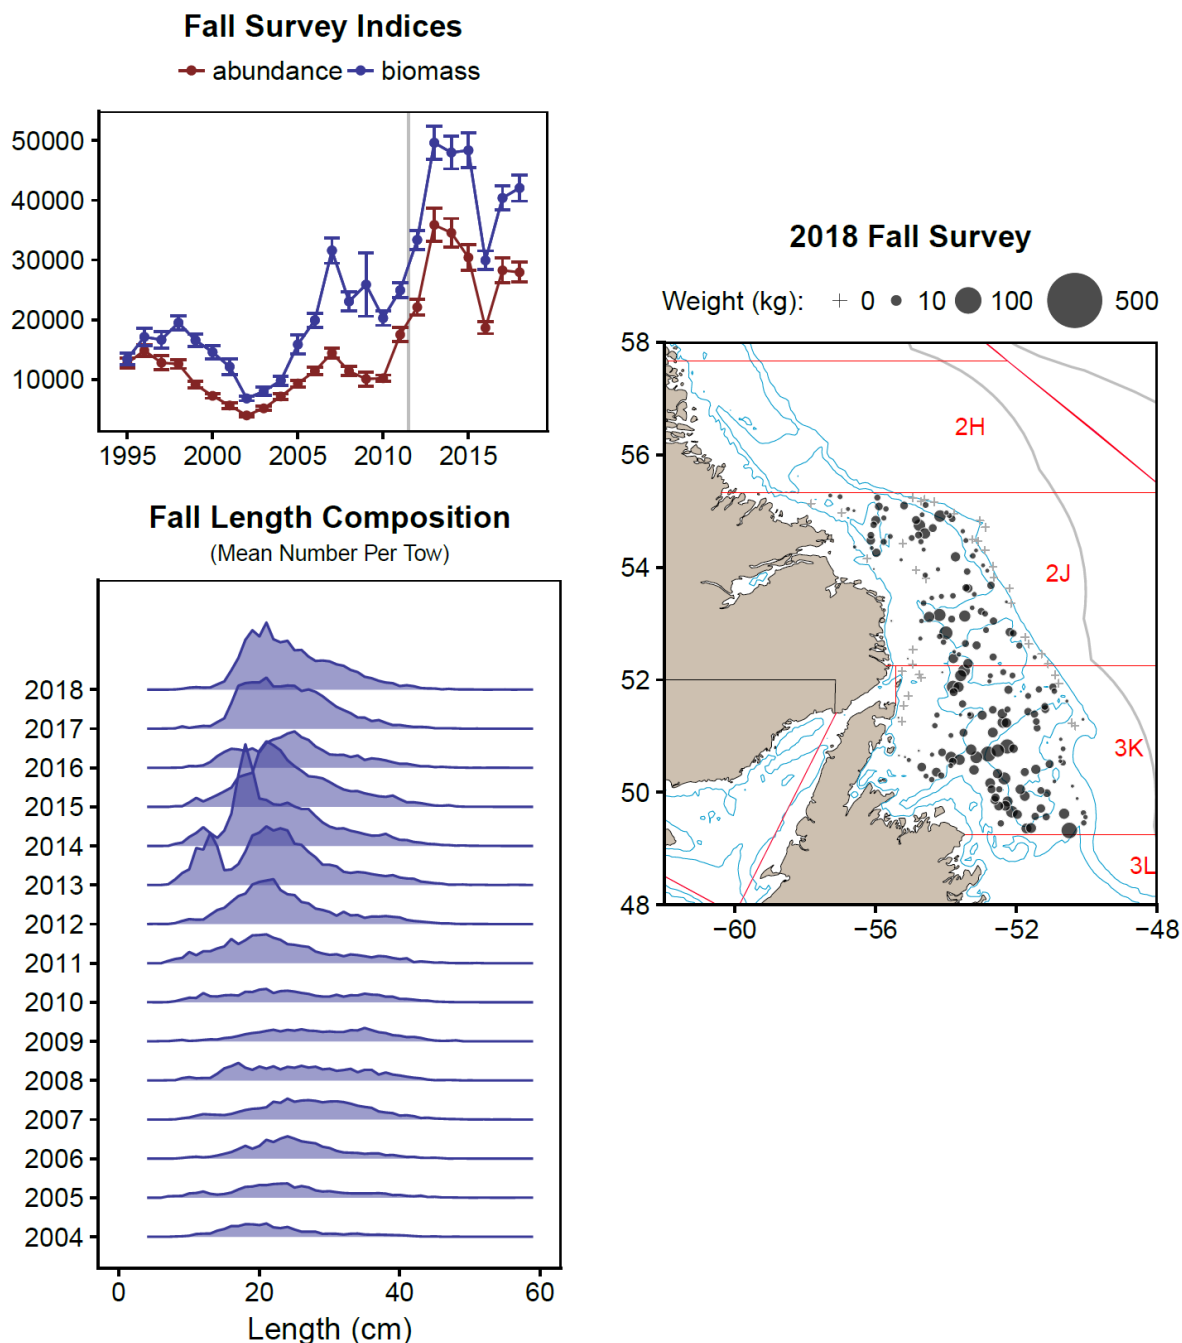 Fall Survey Indices
abundance biomass
50000
40000
30000
20000
10000
1995 2000 2005 2010 2015
Fall Length Composition
(Mean Number Per Tow)
2018
2017
2016
2015
2014
2013
2012
2011
2010
2009
2008
2007
2006
2005
2004
0 20 40 60
Length (cm)
2018 Fall Survey
Weight (kg): 0 10 100 500
58
56
54
52
50
48
2H
2J
3K
3L
−60 −56 −52 −48